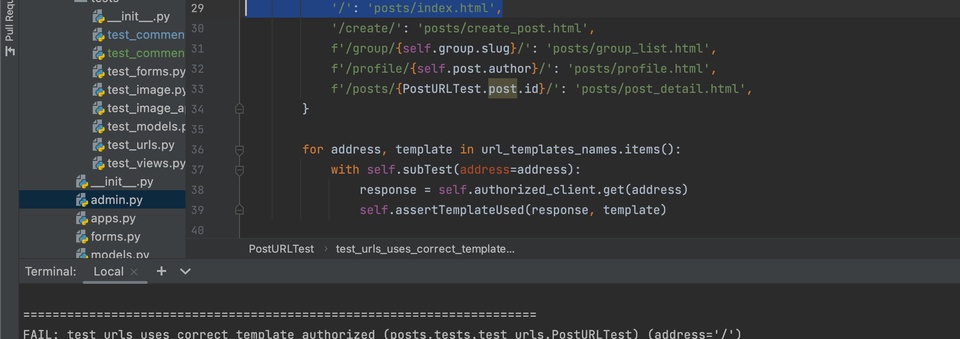 Pull Requ
tests
__init__.py
test_commen
test_commen
test_forms.py
test_image.py
test_image_a
test_models.p
test_urls.py
test_views.py
__init__.py
admin.py
apps.py
forms.py
models.py
29 '/': 'posts/index.html',
30 '/create/': 'posts/create_post.html',
31 f'/group/{self.group.slug}/': 'posts/group_list.html',
32 f'/profile/{self.post.author}/': 'posts/profile.html',
33 f'/posts/{PostURLTest.post.id}/': 'posts/post_detail.html',
34 }
35
36 for address, template in url_templates_names.items():
37 with self.subTest(address=address):
38 response = self.authorized_client.get(address)
39 self.assertTemplateUsed(response, template)
40
PostURLTest › test_urls_uses_correct_template...
Terminal: Local × +
======================================================================
FAIL: test_urls_uses_correct_template_authorized (posts.tests.test_urls.PostURLTest) (address='/')